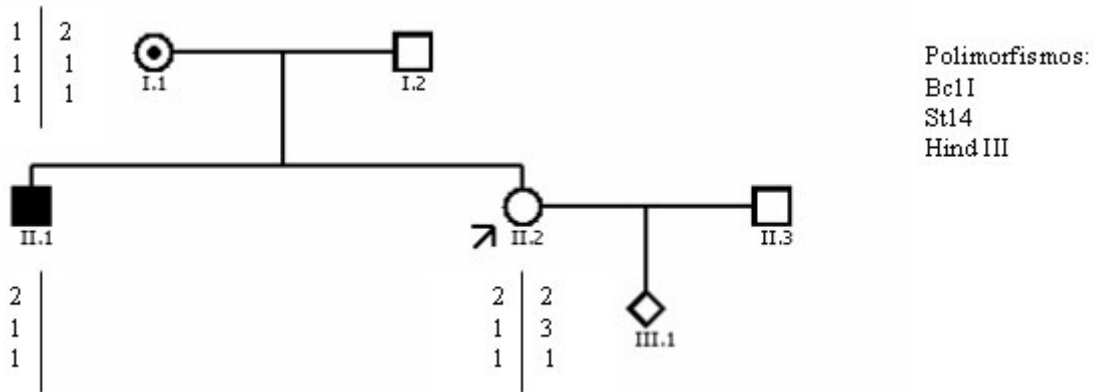 1 2
1 1
1 1
I.1
I.2
Polimorfismos:
Bc1I
St14
Hind III
II.1
II.2
II.3
2
1
1
2 2
1 3
1 1
III.1